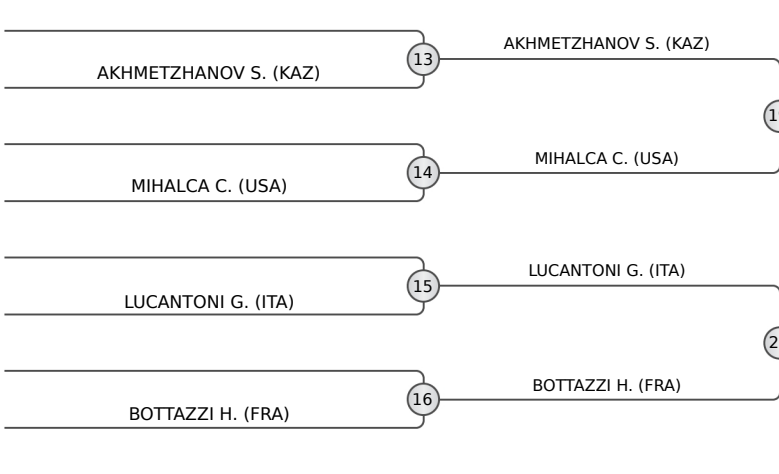 AKHMETZHANOV S. (KAZ)
13
AKHMETZHANOV S. (KAZ)
MIHALCA C. (USA)
14
MIHALCA C. (USA)
LUCANTONI G. (ITA)
15
LUCANTONI G. (ITA)
BOTTAZZI H. (FRA)
16
BOTTAZZI H. (FRA)